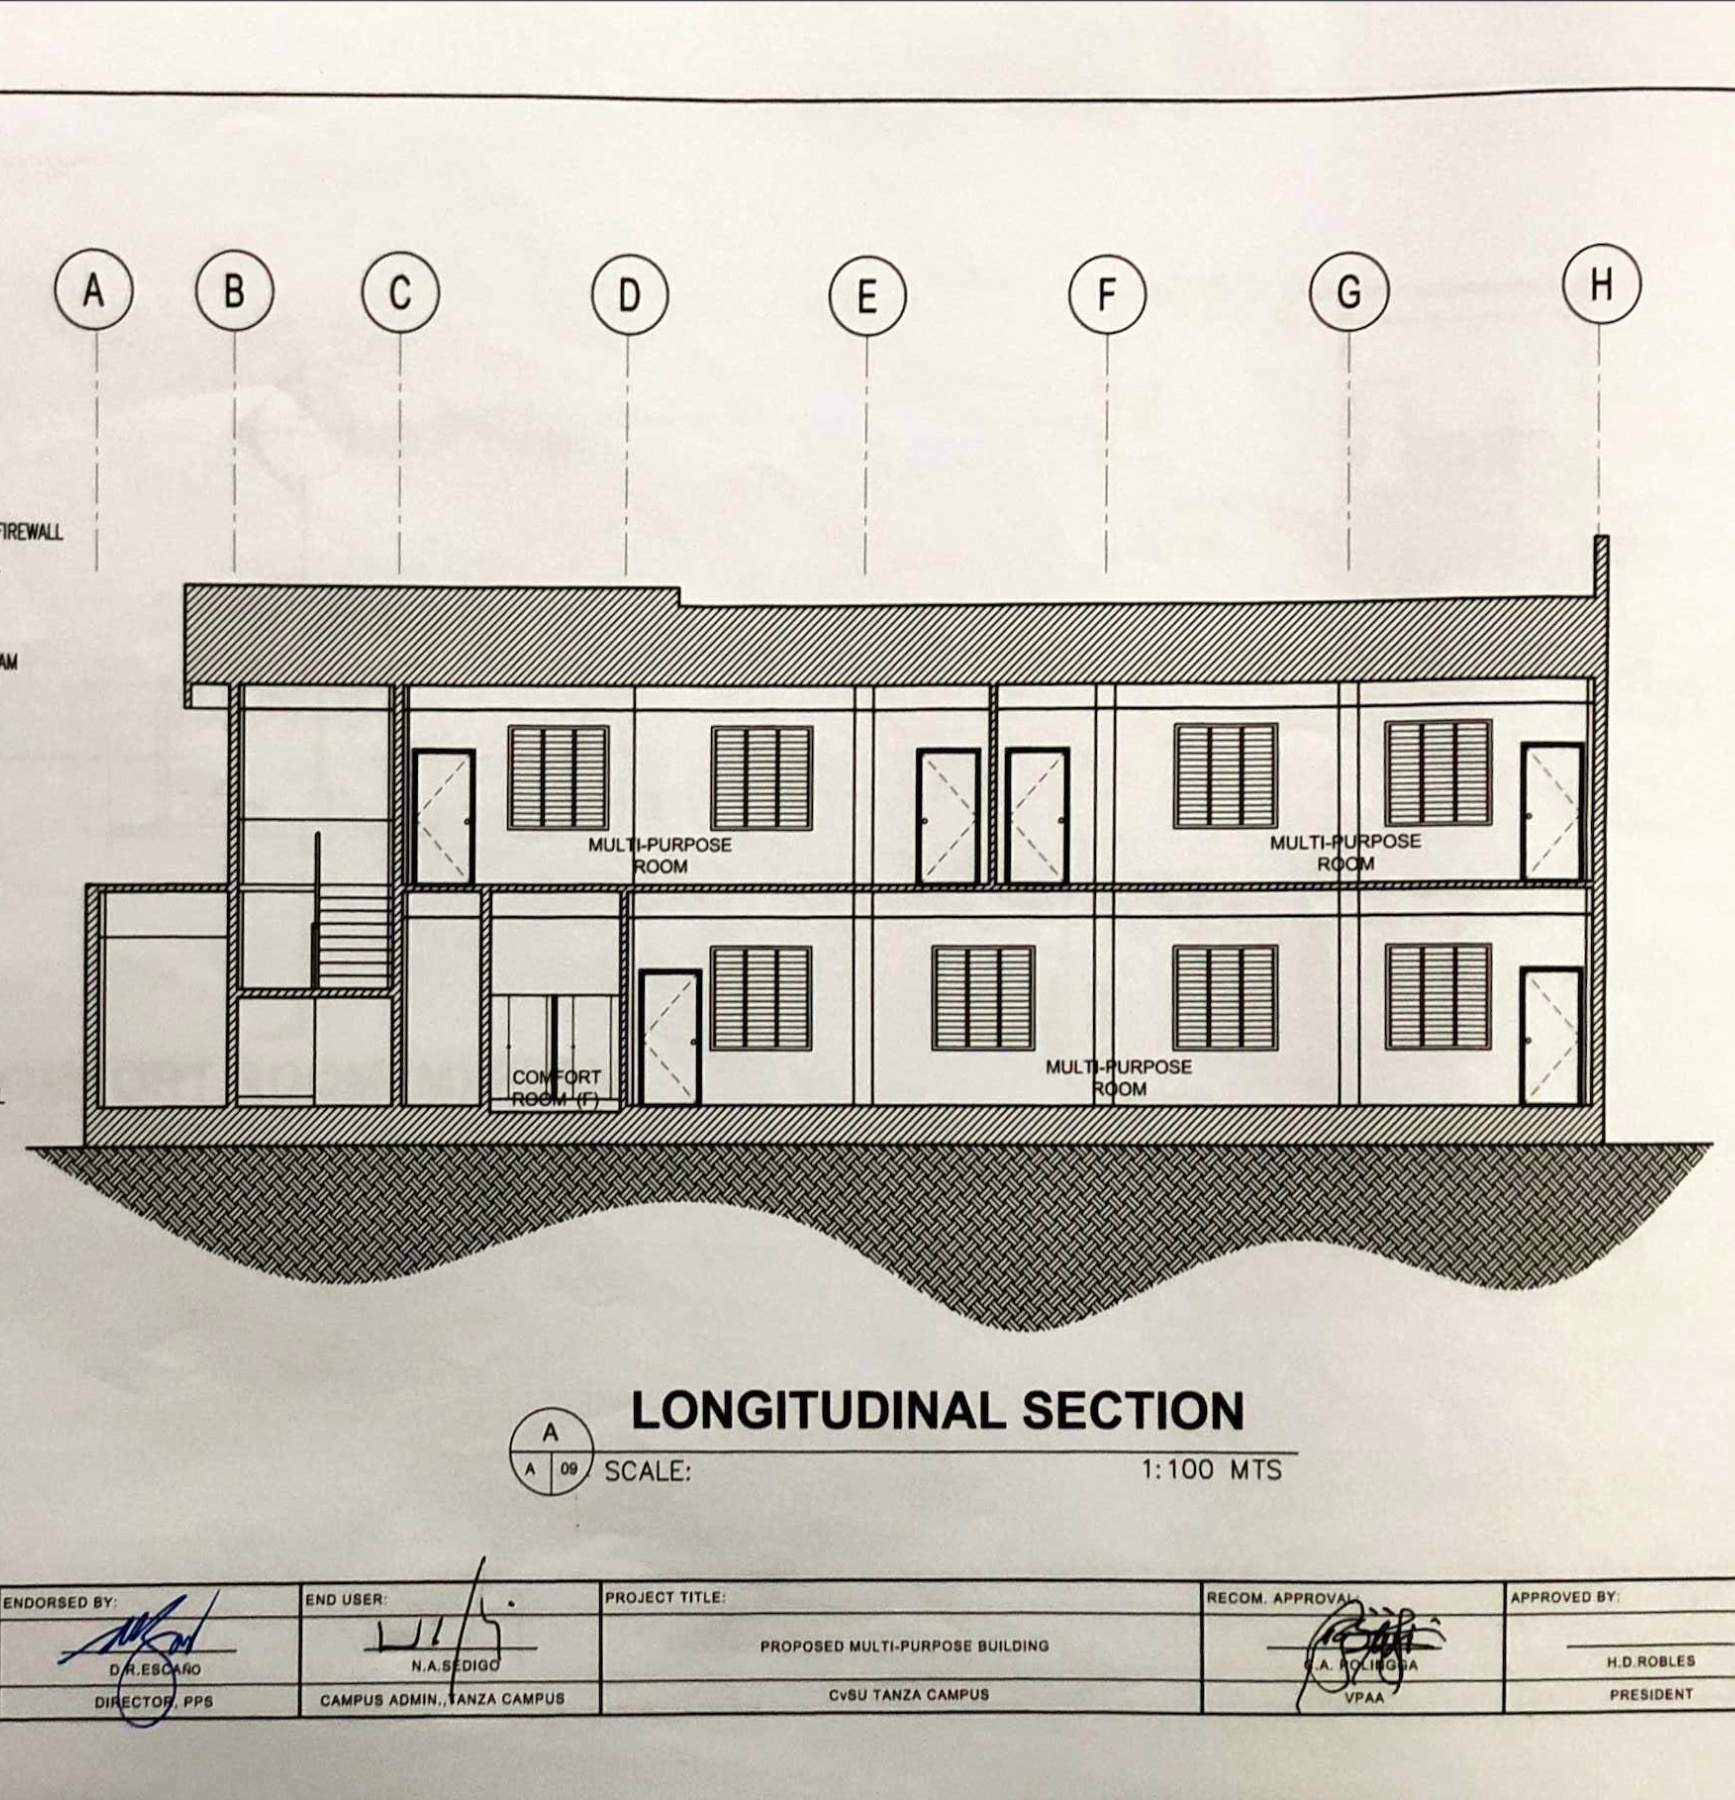 A B C D E F G H
FIREWALL
AM
MULTI-PURPOSE
ROOM
MULTI-PURPOSE
ROOM
COMFORT
ROOM (F)
MULTI-PURPOSE
ROOM
LONGITUDINAL SECTION
A
A 09
SCALE: 1:100 MTS
ENDORSED BY:
D.R.ESCAÑO
DIRECTOR, PPS
END USER:
N.A.SEDIGO
CAMPUS ADMIN., TANZA CAMPUS
PROJECT TITLE:
PROPOSED MULTI-PURPOSE BUILDING
CvSU TANZA CAMPUS
RECOM. APPROVAL:
VPAA
APPROVED BY:
H.D.ROBLES
PRESIDENT